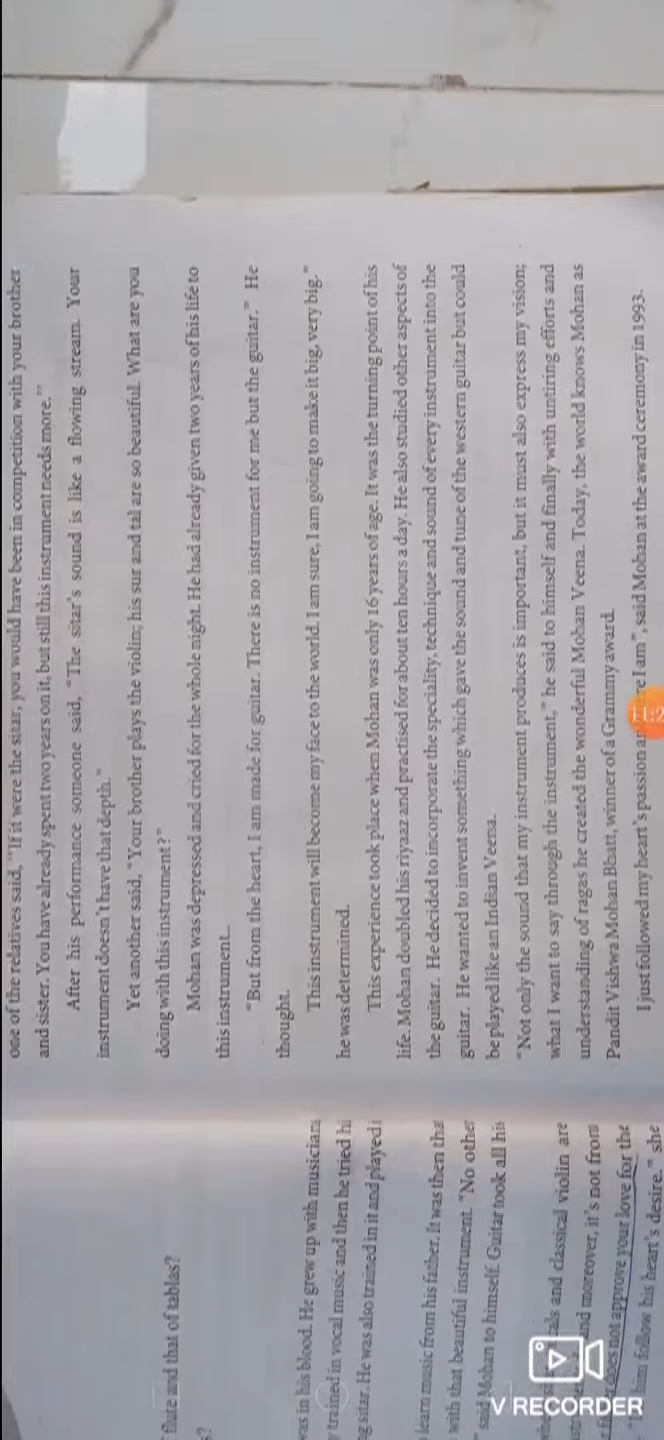 flute and that of tablas?
s?
was in his blood. He grew up with musicians
trained in vocal music and then he tried hi
g sitar. He was also trained in it and played i
learn music from his father. It was then that
with that beautiful instrument. "No other
" said Mohan to himself. Guitar took all his
and classical violin are
and moreover, it's not from
does not approve your love for the
him follow his heart's desire." she
one of the relatives said, "If it were the sitar, you would have been in competition with your brother
and sister. You have already spent two years on it, but still this instrument needs more."
After his performance someone said, "The sitar's sound is like a flowing stream. Your
instrument doesn't have that depth."
Yet another said, "Your brother plays the violin; his sur and tal are so beautiful. What are you
doing with this instrument?"
Mohan was depressed and cried for the whole night. He had already given two years of his life to
this instrument.
"But from the heart, I am made for guitar. There is no instrument for me but the guitar." He
thought.
This instrument will become my face to the world. I am sure, I am going to make it big, very big."
he was determined.
This experience took place when Mohan was only 16 years of age. It was the turning point of his
life. Mohan doubled his riyaaz and practised for about ten hours a day. He also studied other aspects of
the guitar. He decided to incorporate the speciality, technique and sound of every instrument into the
guitar. He wanted to invent something which gave the sound and tune of the western guitar but could
be played like an Indian Veena.
"Not only the sound that my instrument produces is important, but it must also express my vision;
what I want to say through the instrument," he said to himself and finally with untiring efforts and
understanding of ragas he created the wonderful Mohan Veena. Today, the world knows Mohan as
Pandit Vishwa Mohan Bhatt, winner of a Grammy award.
I just followed my heart's passion I am", said Mohan at the award ceremony in 1993.
11:2
V RECORDER